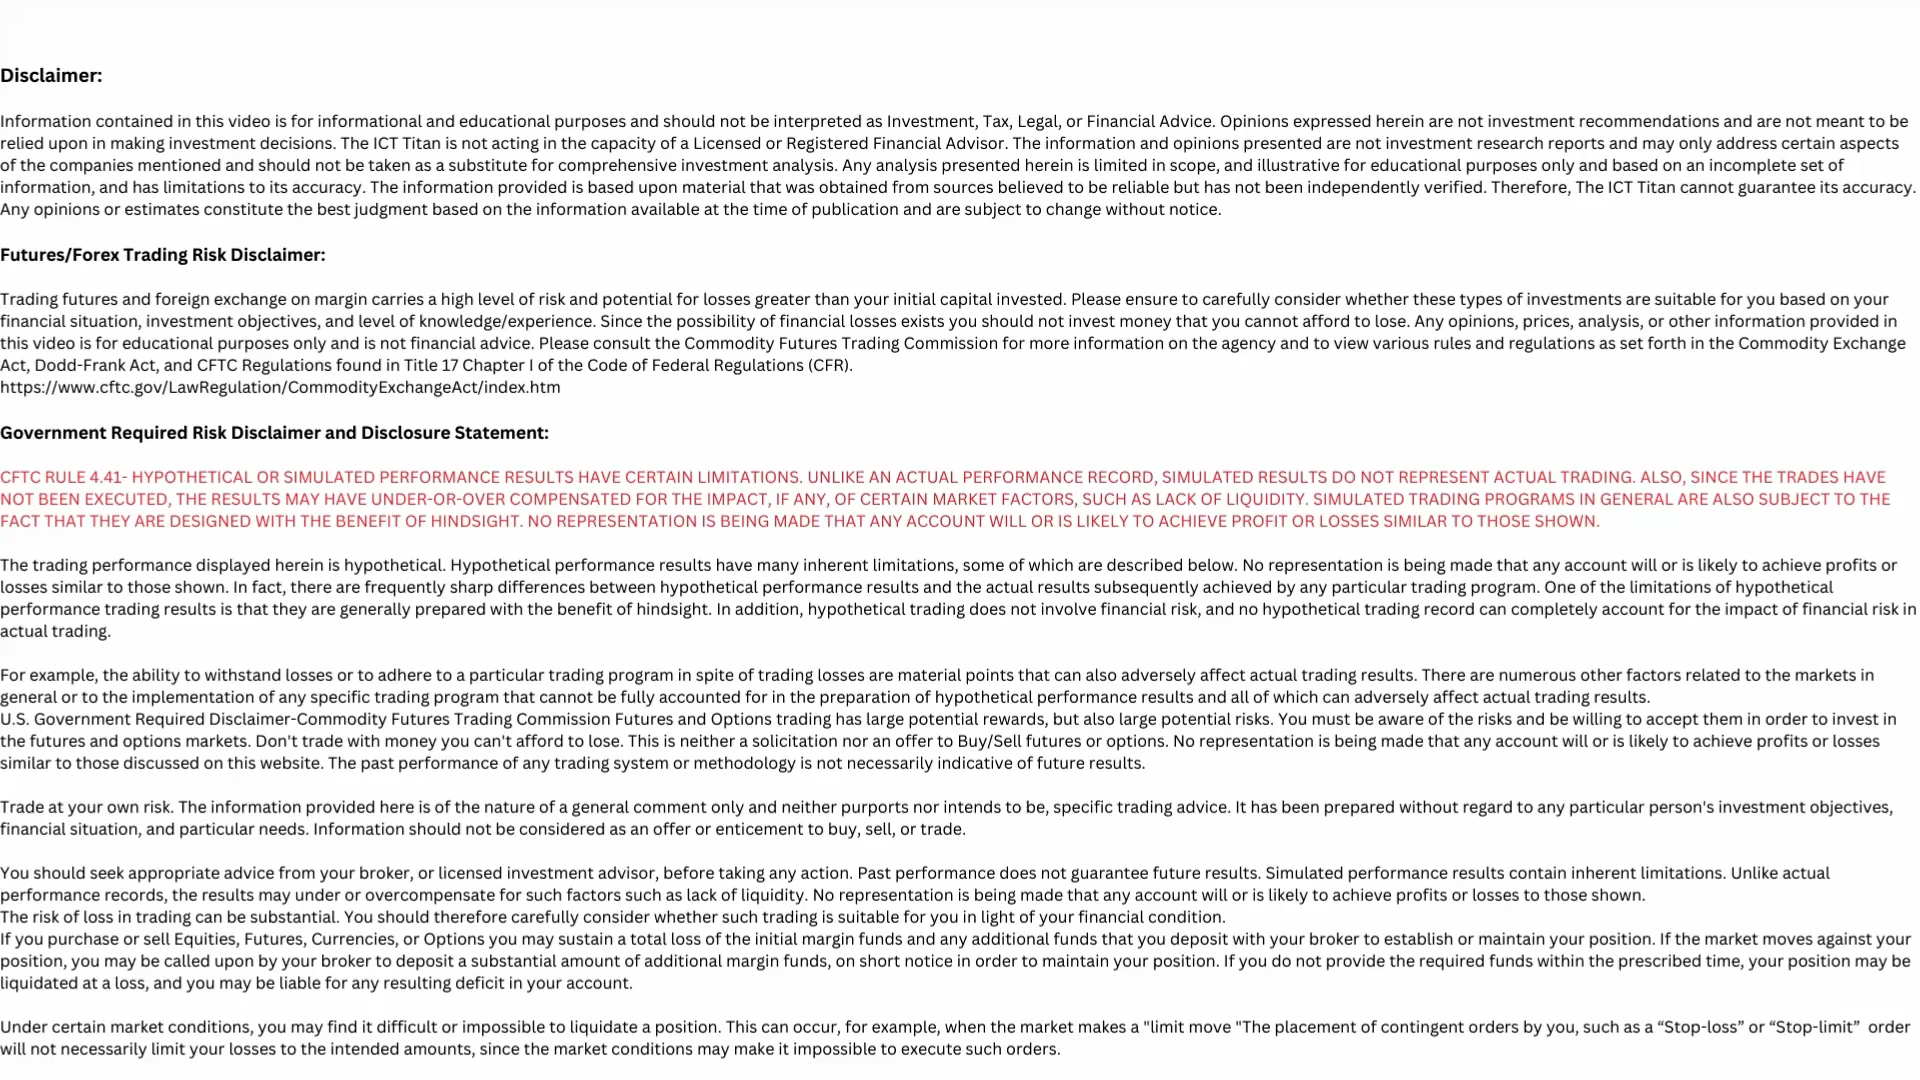 Disclaimer:
Information contained in this video is for informational and educational purposes and should not be interpreted as Investment, Tax, Legal, or Financial Advice. Opinions expressed herein are not investment recommendations and are not meant to be
relied upon in making investment decisions. The ICT Titan is not acting in the capacity of a Licensed or Registered Financial Advisor. The information and opinions presented are not investment research reports and may only address certain aspects
of the companies mentioned and should not be taken as a substitute for comprehensive investment analysis. Any analysis presented herein is limited in scope, and illustrative for educational purposes only and based on an incomplete set of
information, and has limitations to its accuracy. The information provided is based upon material that was obtained from sources believed to be reliable but has not been independently verified. Therefore, The ICT Titan cannot guarantee its accuracy.
Any opinions or estimates constitute the best judgment based on the information available at the time of publication and are subject to change without notice.
Futures/Forex Trading Risk Disclaimer:
Trading futures and foreign exchange on margin carries a high level of risk and potential for losses greater than your initial capital invested. Please ensure to carefully consider whether these types of investments are suitable for you based on your
financial situation, investment objectives, and level of knowledge/experience. Since the possibility of financial losses exists you should not invest money that you cannot afford to lose. Any opinions, prices, analysis, or other information provided in
this video is for educational purposes only and is not financial advice. Please consult the Commodity Futures Trading Commission for more information on the agency and to view various rules and regulations as set forth in the Commodity Exchange
Act, Dodd-Frank Act, and CFTC Regulations found in Title 17 Chapter I of the Code of Federal Regulations (CFR).
https://www.cftc.gov/LawRegulation/CommodityExchangeAct/index.htm
Government Required Risk Disclaimer and Disclosure Statement:
CFTC RULE 4.41- HYPOTHETICAL OR SIMULATED PERFORMANCE RESULTS HAVE CERTAIN LIMITATIONS. UNLIKE AN ACTUAL PERFORMANCE RECORD, SIMULATED RESULTS DO NOT REPRESENT ACTUAL TRADING. ALSO, SINCE THE TRADES HAVE
NOT BEEN EXECUTED, THE RESULTS MAY HAVE UNDER-OR-OVER COMPENSATED FOR THE IMPACT, IF ANY, OF CERTAIN MARKET FACTORS, SUCH AS LACK OF LIQUIDITY. SIMULATED TRADING PROGRAMS IN GENERAL ARE ALSO SUBJECT TO THE
FACT THAT THEY ARE DESIGNED WITH THE BENEFIT OF HINDSIGHT. NO REPRESENTATION IS BEING MADE THAT ANY ACCOUNT WILL OR IS LIKELY TO ACHIEVE PROFIT OR LOSSES SIMILAR TO THOSE SHOWN.
The trading performance displayed herein is hypothetical. Hypothetical performance results have many inherent limitations, some of which are described below. No representation is being made that any account will or is likely to achieve profits or
losses similar to those shown. In fact, there are frequently sharp differences between hypothetical performance results and the actual results subsequently achieved by any particular trading program. One of the limitations of hypothetical
performance trading results is that they are generally prepared with the benefit of hindsight. In addition, hypothetical trading does not involve financial risk, and no hypothetical trading record can completely account for the impact of financial risk in
actual trading.
For example, the ability to withstand losses or to adhere to a particular trading program in spite of trading losses are material points that can also adversely affect actual trading results. There are numerous other factors related to the markets in
general or to the implementation of any specific trading program that cannot be fully accounted for in the preparation of hypothetical performance results and all of which can adversely affect actual trading results.
U.S. Government Required Disclaimer-Commodity Futures Trading Commission Futures and Options trading has large potential rewards, but also large potential risks. You must be aware of the risks and be willing to accept them in order to invest in
the futures and options markets. Don't trade with money you can't afford to lose. This is neither a solicitation nor an offer to Buy/Sell futures or options. No representation is being made that any account will or is likely to achieve profits or losses
similar to those discussed on this website. The past performance of any trading system or methodology is not necessarily indicative of future results.
Trade at your own risk. The information provided here is of the nature of a general comment only and neither purports nor intends to be, specific trading advice. It has been prepared without regard to any particular person's investment objectives,
financial situation, and particular needs. Information should not be considered as an offer or enticement to buy, sell, or trade.
You should seek appropriate advice from your broker, or licensed investment advisor, before taking any action. Past performance does not guarantee future results. Simulated performance results contain inherent limitations. Unlike actual
performance records, the results may under or overcompensate for such factors such as lack of liquidity. No representation is being made that any account will or is likely to achieve profits or losses to those shown.
The risk of loss in trading can be substantial. You should therefore carefully consider whether such trading is suitable for you in light of your financial condition.
If you purchase or sell Equities, Futures, Currencies, or Options you may sustain a total loss of the initial margin funds and any additional funds that you deposit with your broker to establish or maintain your position. If the market moves against your
position, you may be called upon by your broker to deposit a substantial amount of additional margin funds, on short notice in order to maintain your position. If you do not provide the required funds within the prescribed time, your position may be
liquidated at a loss, and you may be liable for any resulting deficit in your account.
Under certain market conditions, you may find it difficult or impossible to liquidate a position. This can occur, for example, when the market makes a "limit move "The placement of contingent orders by you, such as a “Stop-loss” or “Stop-limit”  order
will not necessarily limit your losses to the intended amounts, since the market conditions may make it impossible to execute such orders.